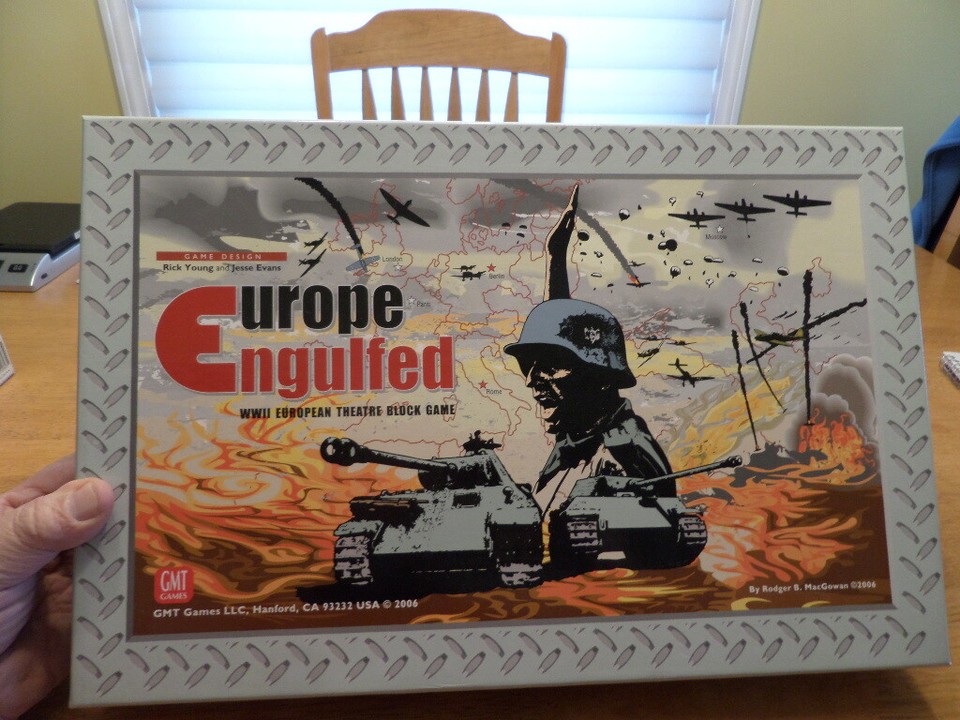 GAME DESIGN
Rick Young and Jesse Evans
Europe
Engulfed
WWII EUROPEAN THEATRE BLOCK GAME
London
Paris
Berlin
Moscow
Rome
GMT
GAMES
GMT Games LLC, Hanford, CA 93232 USA © 2006
By Rodger B. MacGowan ©2006